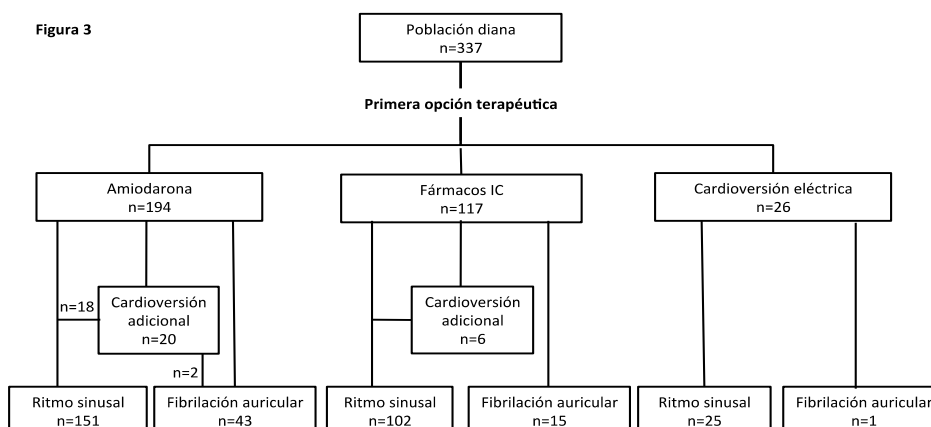 Figura 3
Población diana
n=337
Primera opción terapéutica
Amiodarona
n=194
Fármacos IC
n=117
Cardioversión eléctrica
n=26
n=18
Cardioversión
adicional
n=20
Cardioversión
adicional
n=6
n=2
Ritmo sinusal
n=151
Fibrilación auricular
n=43
Ritmo sinusal
n=102
Fibrilación auricular
n=15
Ritmo sinusal
n=25
Fibrilación auricular
n=1